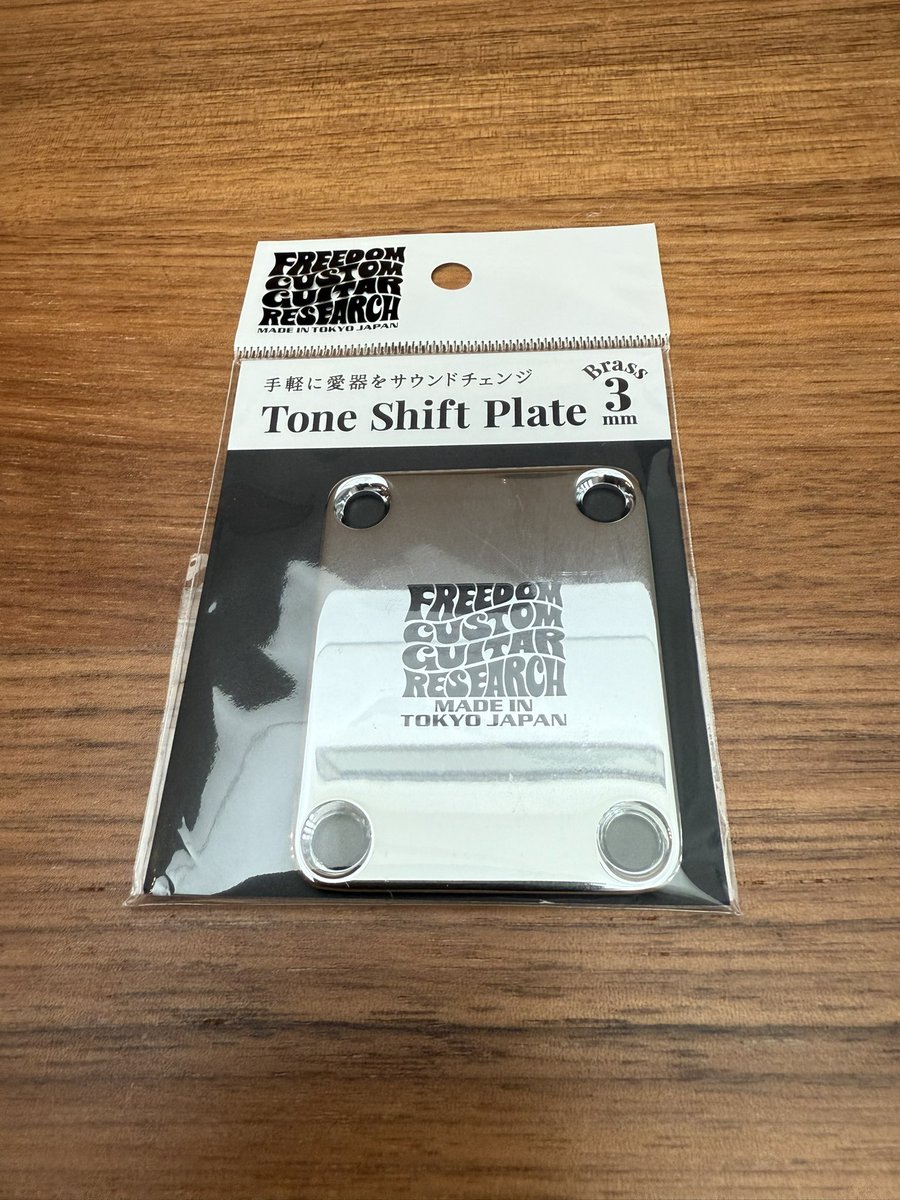 FREEDOM
CUSTOM
GUITAR
RESEARCH
MADE IN TOKYO JAPAN
手軽に愛器をサウンドチェンジ
Tone Shift Plate
Brass
3
mm
FREEDOM
CUSTOM
GUITAR
RESEARCH
MADE IN
TOKYO JAPAN